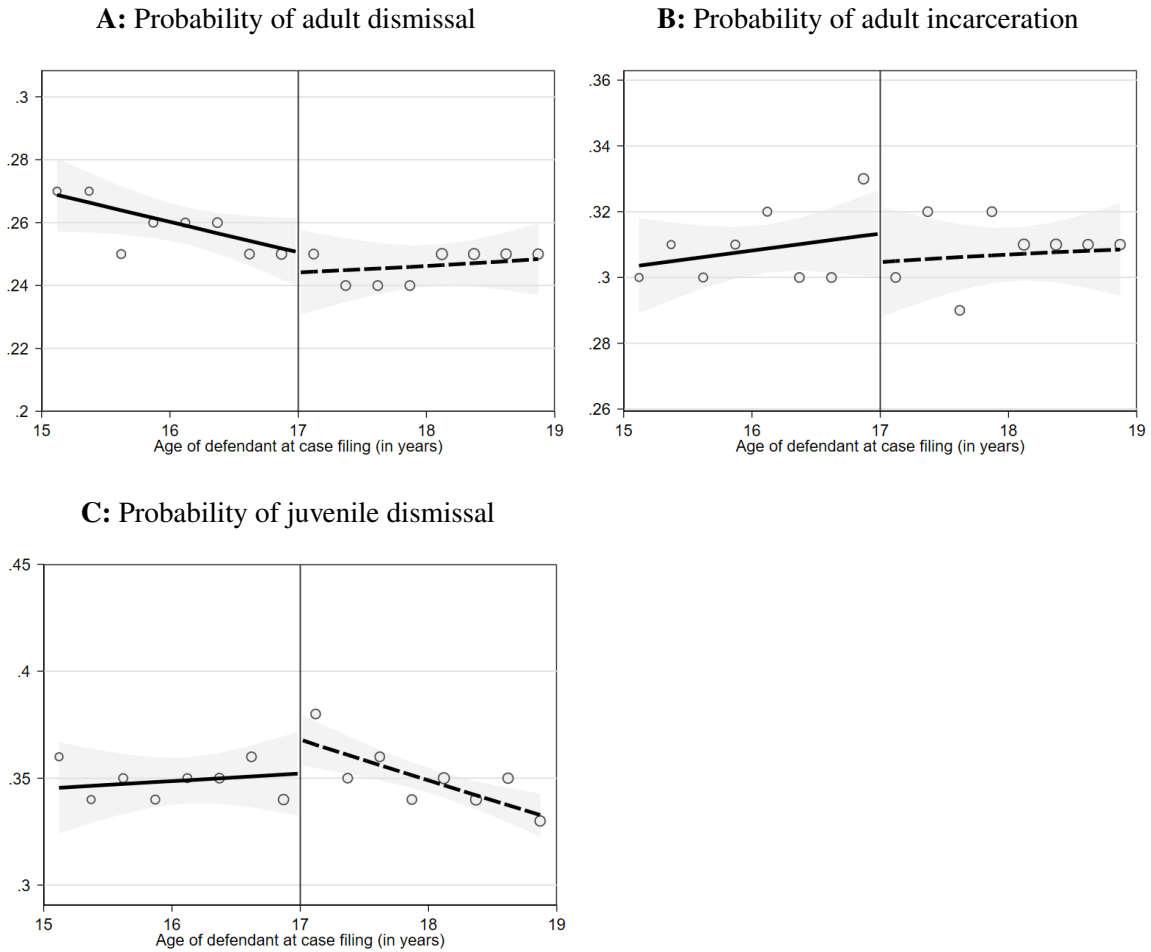 A: Probability of adult dismissal
.3
.28
.26
.24
.22
.2
15 16 17 18 19
Age of defendant at case filing (in years)
B: Probability of adult incarceration
.36
.34
.32
.3
.28
.26
15 16 17 18 19
Age of defendant at case filing (in years)
C: Probability of juvenile dismissal
.45
.4
.35
.3
15 16 17 18 19
Age of defendant at case filing (in years)